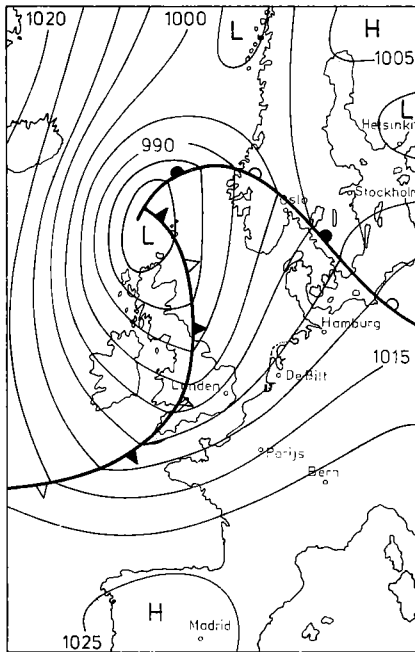 1020
1000
L
H
1005
L
Helsinki
990
Stockholm
Oslo
L
Hamburg
1015
De Bilt
Londen
Parijs
Bern
H
Madrid
1025